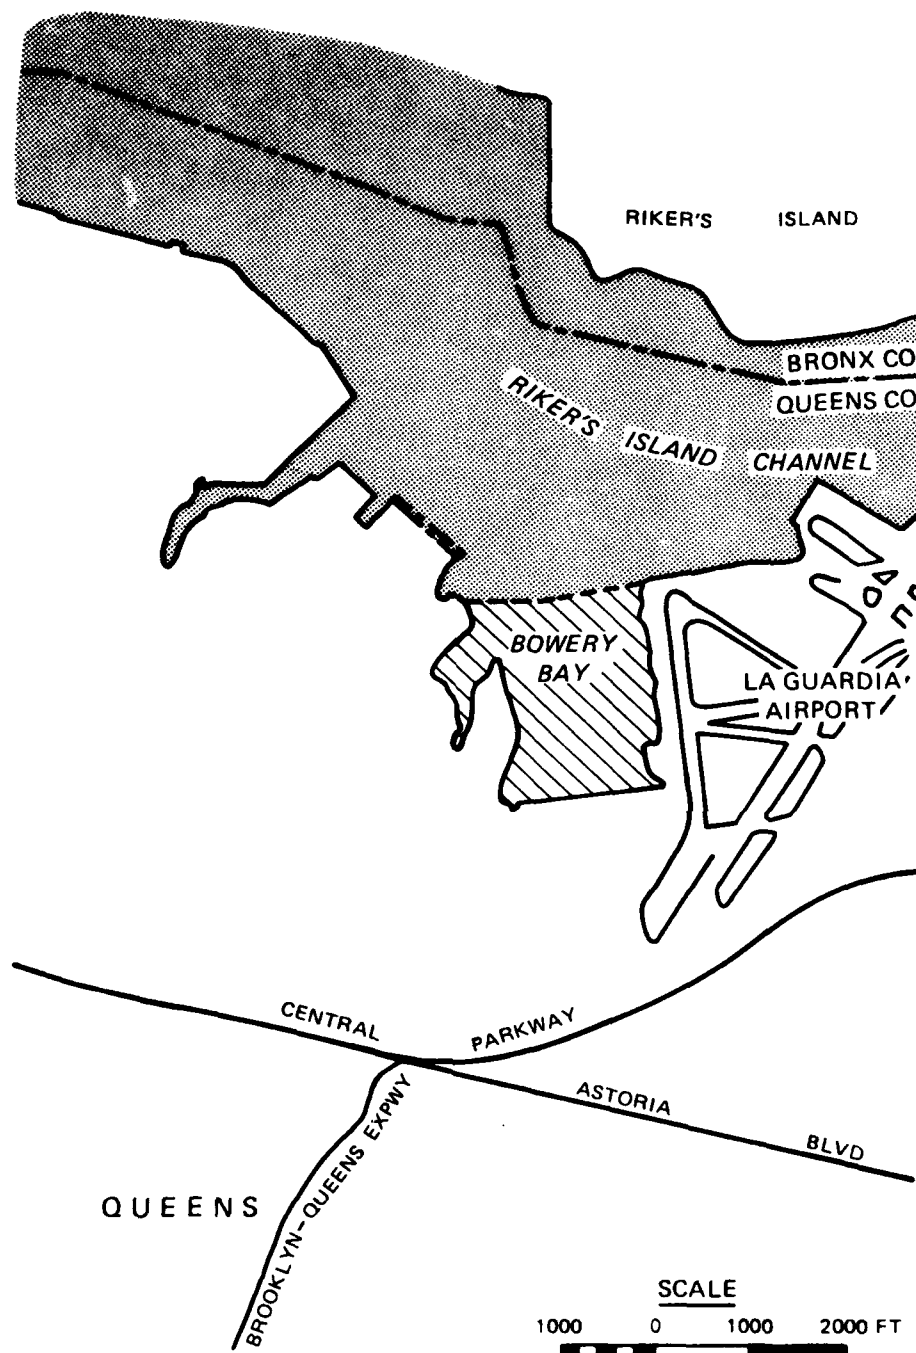 RIKER'S ISLAND
BRONX CO
QUEENS CO
RIKER'S ISLAND CHANNEL
BOWERY
BAY
LA GUARDIA
AIRPORT
CENTRAL PARKWAY
ASTORIA BLVD
BROOKLYN-QUEENS EXPWY
QUEENS
SCALE
1000 0 1000 2000 FT